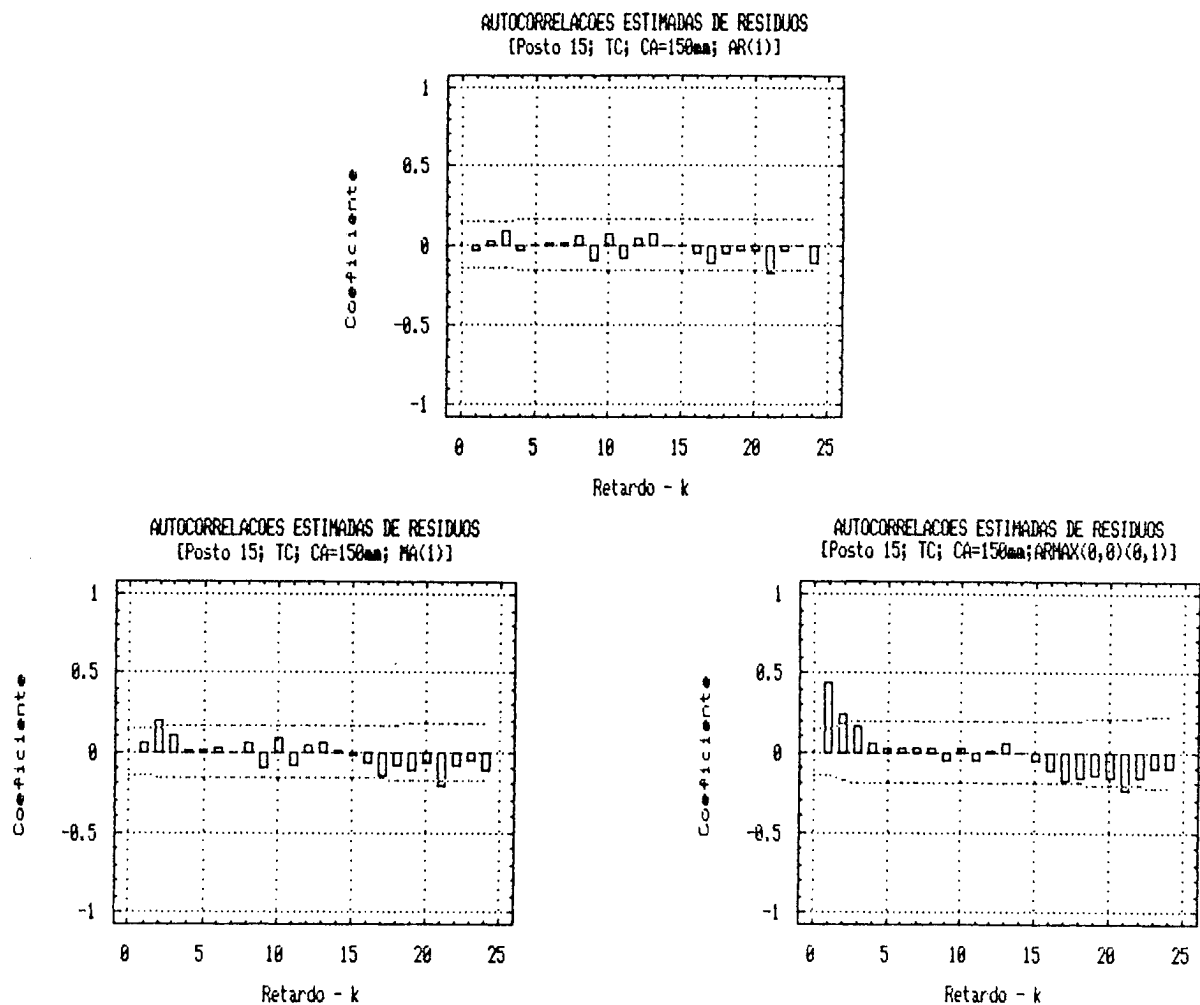 AUTOCORRELACOES ESTIMADAS DE RESIDUOS
[Posto 15; TC; CA=150mm; AR(1)]
1
0.5
0
-0.5
-1
Coeficiente
0 5 10 15 20 25
Retardo - k
AUTOCORRELACOES ESTIMADAS DE RESIDUOS
[Posto 15; TC; CA=150mm; MA(1)]
1
0.5
0
-0.5
-1
Coeficiente
0 5 10 15 20 25
Retardo - k
AUTOCORRELACOES ESTIMADAS DE RESIDUOS
[Posto 15; TC; CA=150mm;ARMAX(0,0)(0,1)]
1
0.5
0
-0.5
-1
Coeficiente
0 5 10 15 20 25
Retardo - k